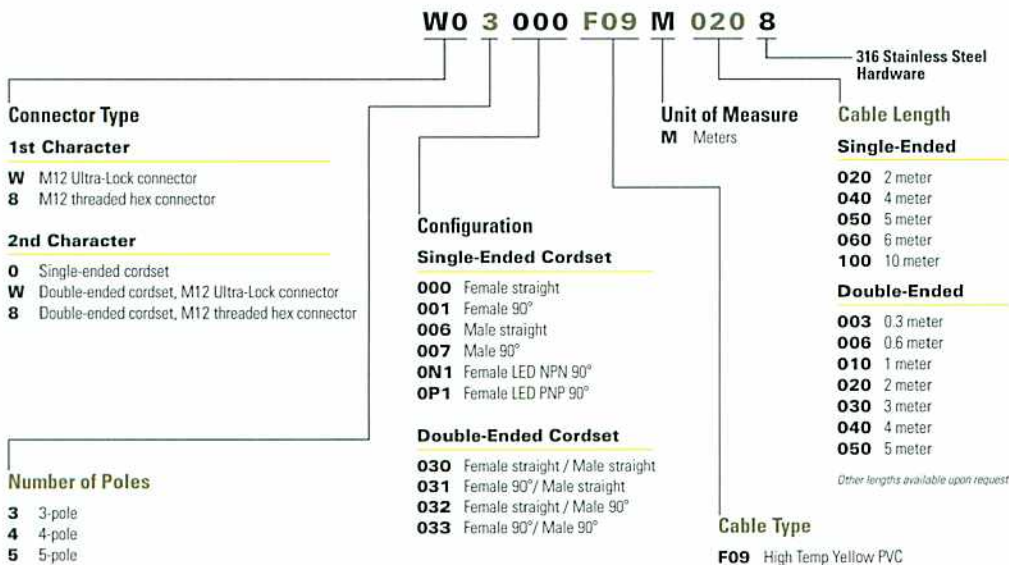 W0 3 000 F09 M 020 8
316 Stainless Steel
Hardware
Connector Type
1st Character
W M12 Ultra-Lock connector
8 M12 threaded hex connector
2nd Character
0 Single-ended cordset
W Double-ended cordset, M12 Ultra-Lock connector
8 Double-ended cordset, M12 threaded hex connector
Number of Poles
3 3-pole
4 4-pole
5 5-pole
Configuration
Single-Ended Cordset
000 Female straight
001 Female 90°
006 Male straight
007 Male 90°
0N1 Female LED NPN 90°
0P1 Female LED PNP 90°
Double-Ended Cordset
030 Female straight / Male straight
031 Female 90°/ Male straight
032 Female straight / Male 90°
033 Female 90°/ Male 90°
Unit of Measure
M Meters
Cable Type
F09 High Temp Yellow PVC
Cable Length
Single-Ended
020 2 meter
040 4 meter
050 5 meter
060 6 meter
100 10 meter
Double-Ended
003 0.3 meter
006 0.6 meter
010 1 meter
020 2 meter
030 3 meter
040 4 meter
050 5 meter
Other lengths available upon request